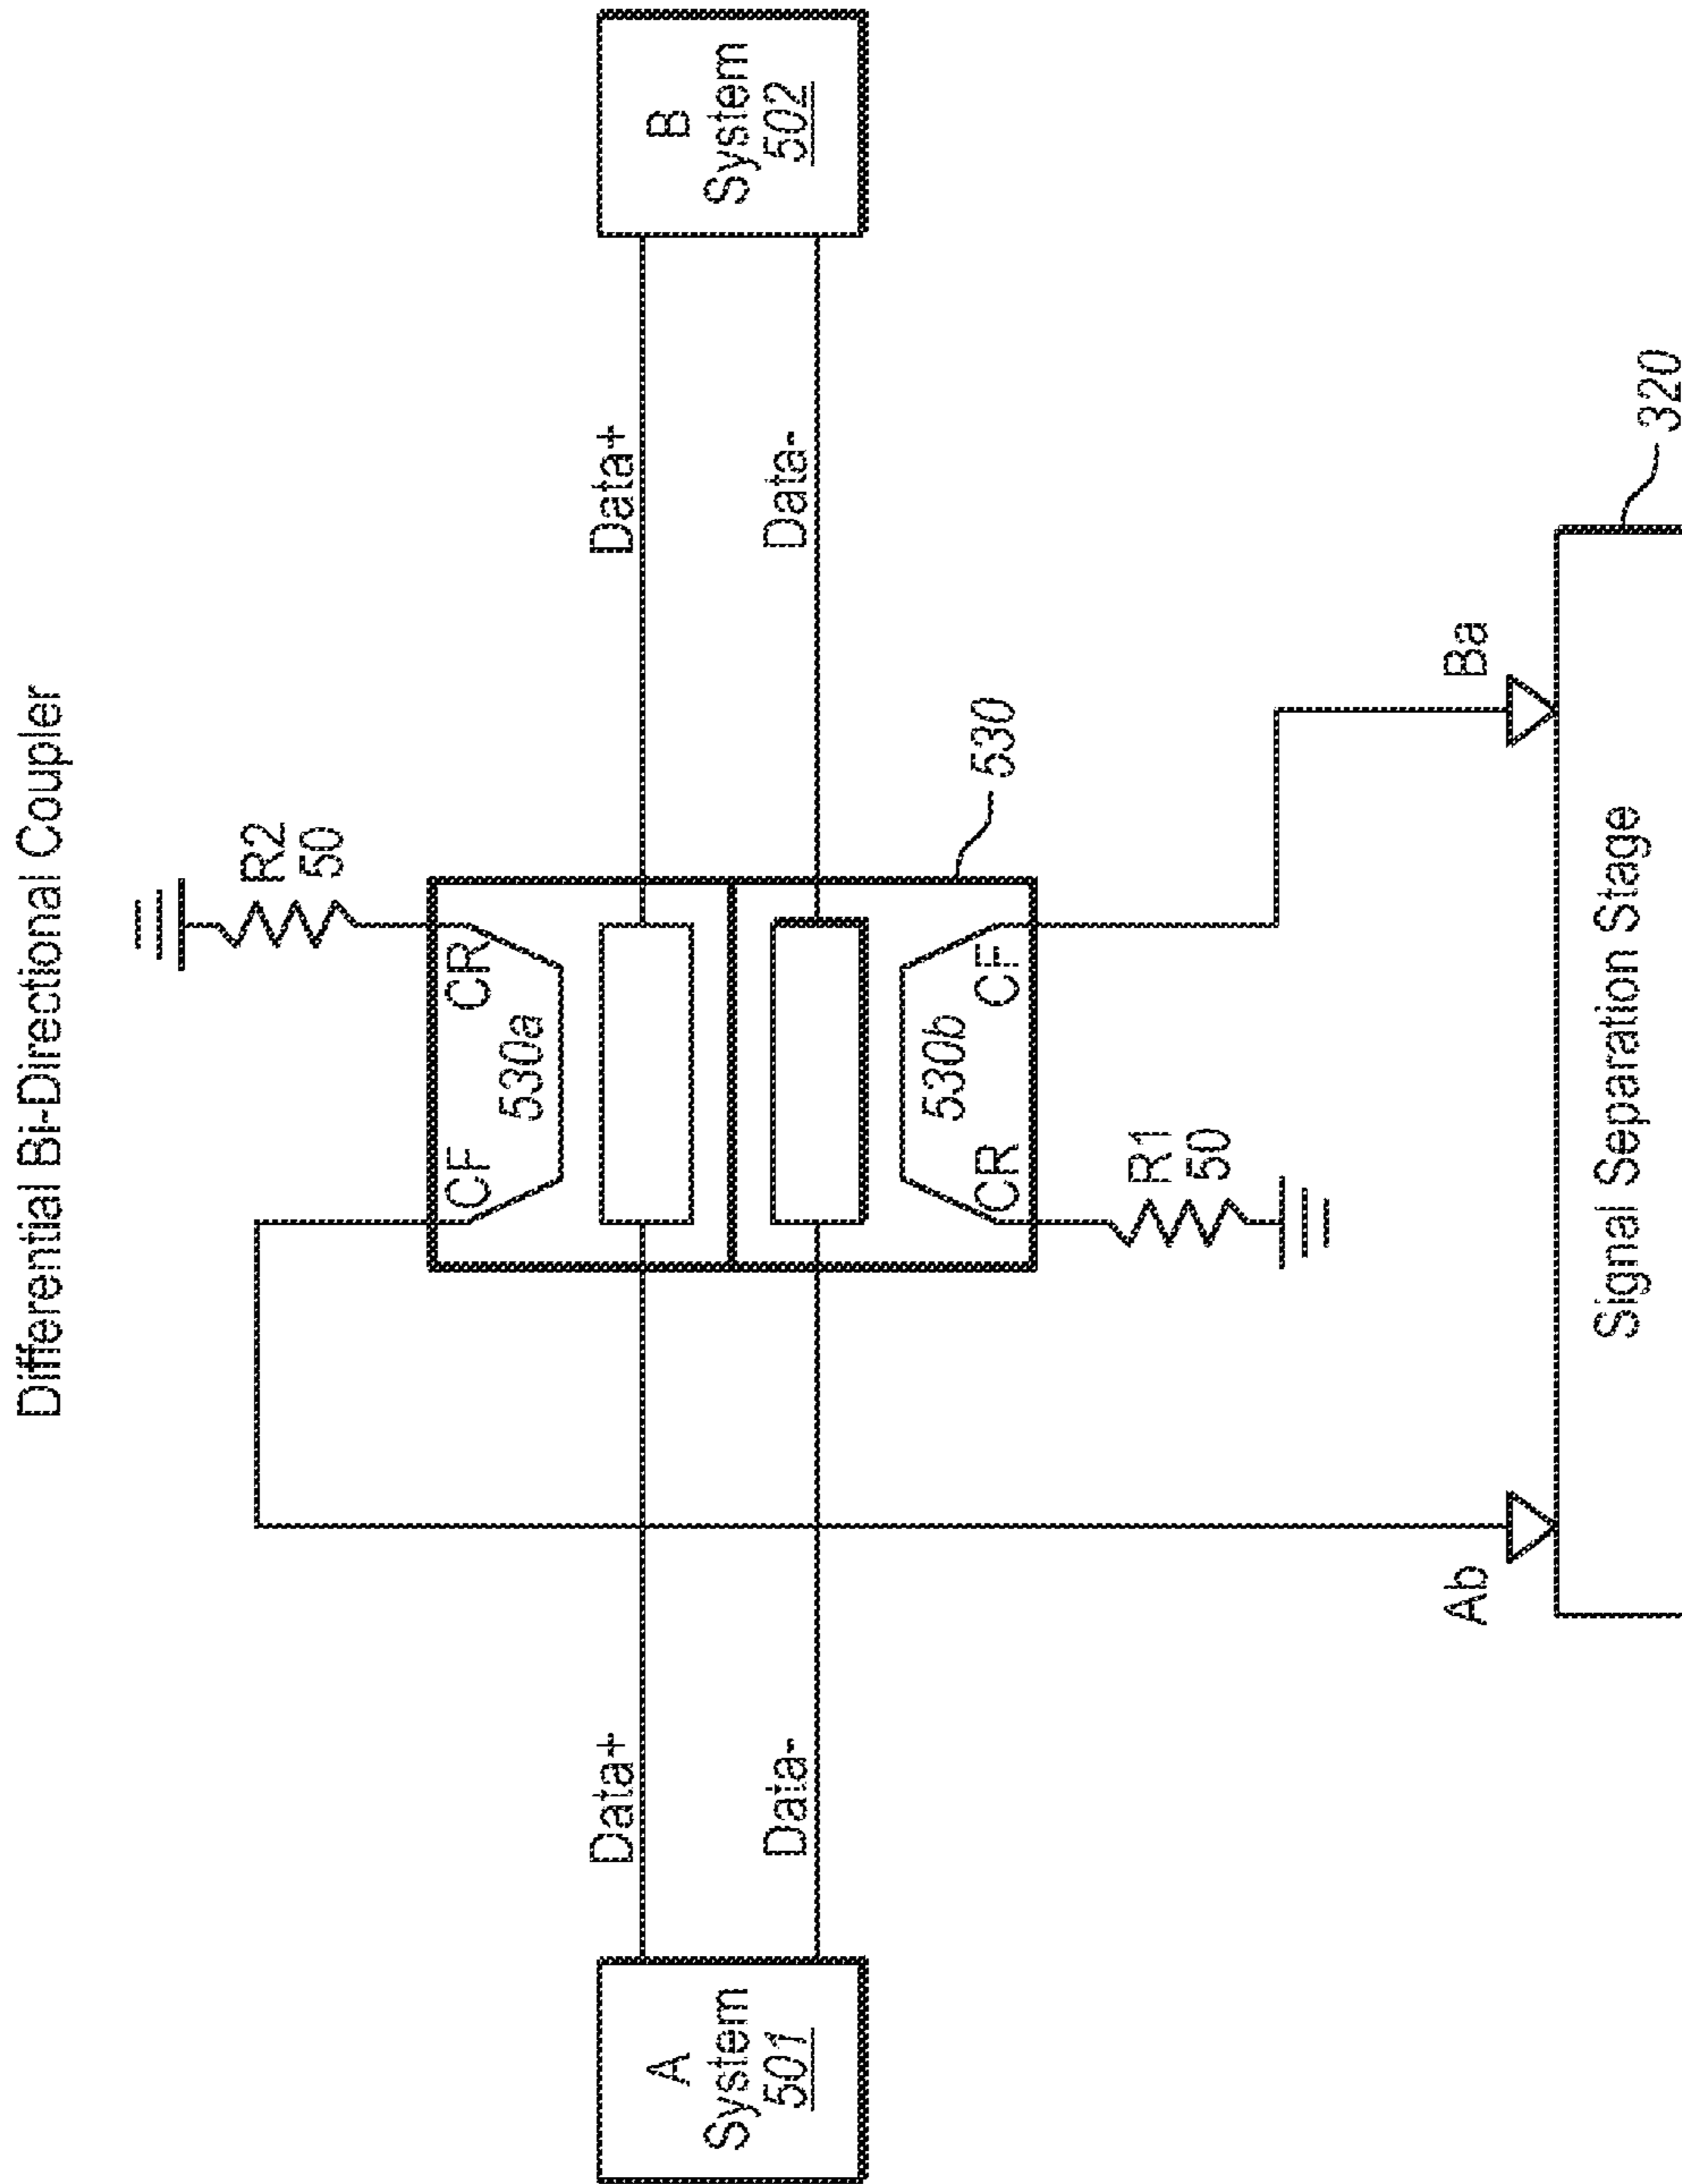 Differential Bi-Directional Coupler
R2
50
CF
CR
530a
A
System
501
Data+
Data+
B
System
502
Data-
Data-
530b
CR
CF
530
R1
50
Ab
Ba
Signal Separation Stage
320